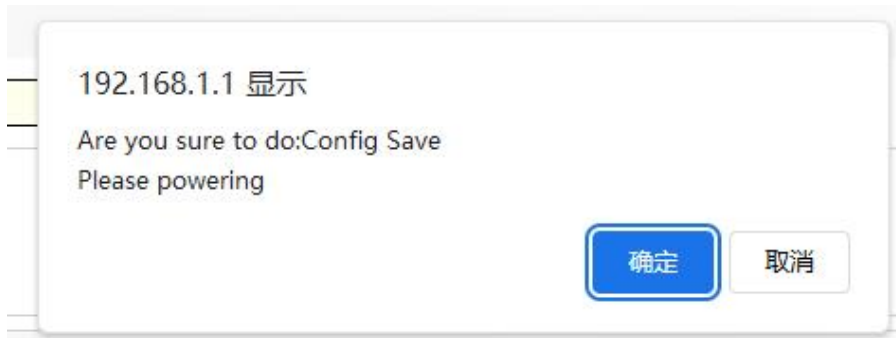 192.168.1.1 显示
Are you sure to do:Config Save
Please powering
确定
取消